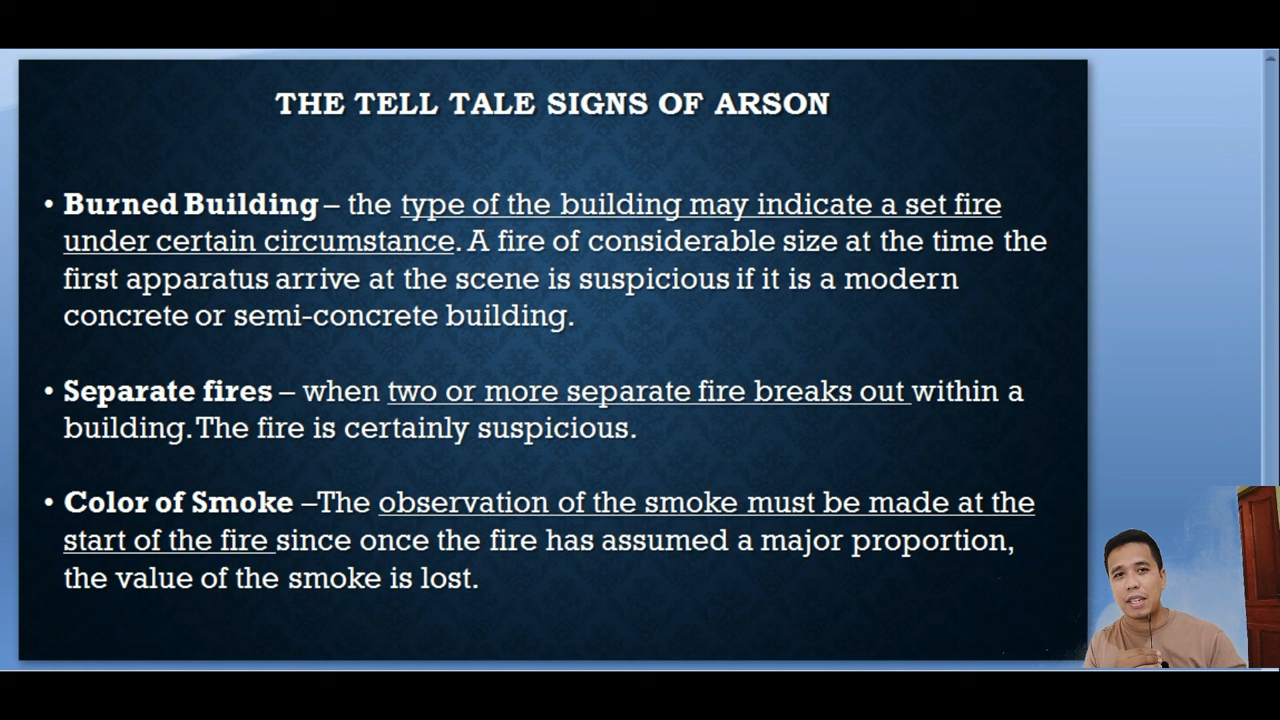 THE TELL TALE SIGNS OF ARSON
• Burned Building – the type of the building may indicate a set fire
under certain circumstance. A fire of considerable size at the time the
first apparatus arrive at the scene is suspicious if it is a modern
concrete or semi-concrete building.
• Separate fires – when two or more separate fire breaks out within a
building. The fire is certainly suspicious.
• Color of Smoke –The observation of the smoke must be made at the
start of the fire since once the fire has assumed a major proportion,
the value of the smoke is lost.